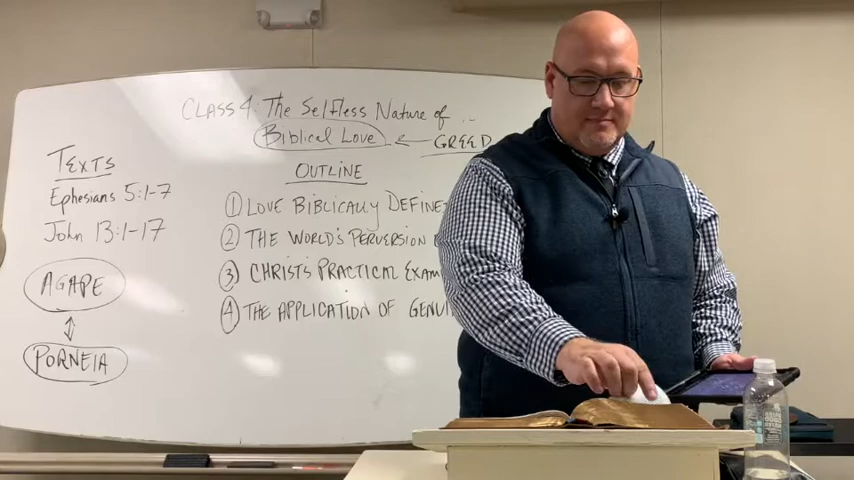 CLASS 4: The Selfless Nature of ...
Biblical Love ← GREED
TEXTS
Ephesians 5:1-7
John 13:1-17
AGAPE
PORNEIA
OUTLINE
① LOVE BIBLICALLY DEFINE
② THE WORLD'S PERVERSION
③ CHRIST'S PRACTICAL EXAM
④ THE APPLICATION OF GENU